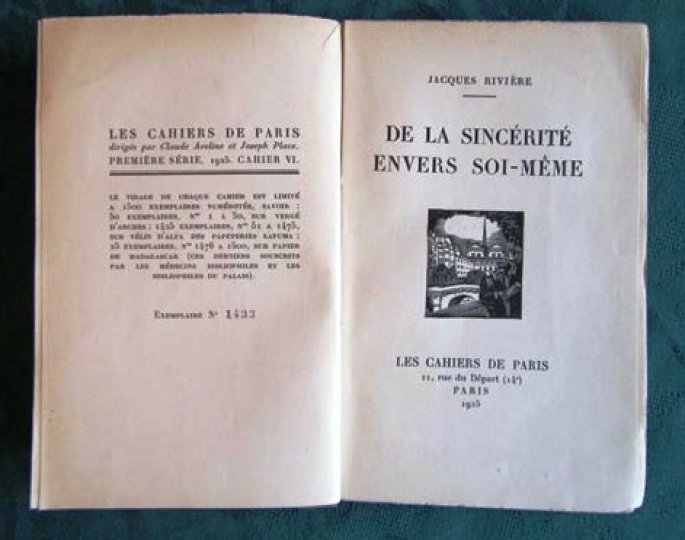 LES CAHIERS DE PARIS
dirigés par Claude Aveline et Joseph Place.
PREMIÈRE SÉRIE, 1925. CAHIER VI.
LE TIRAGE DE CHAQUE CAHIER EST LIMITÉ
A 1500 EXEMPLAIRES NUMÉROTÉS, SAVOIR :
50 EXEMPLAIRES, Nos 1 A 50, SUR VERGÉ
D'ARCHES ; 1425 EXEMPLAIRES, Nos 51 A 1475,
SUR VÉLIN D'ALFA DES PAPETERIES LAFUMA ;
25 EXEMPLAIRES, Nos 1476 A 1500, SUR PAPIER
DE MADAGASCAR (CES DERNIERS SOUSCRITS
PAR LES MÉDECINS BIBLIOPHILES ET LES
BIBLIOPHILES DU PALAIS).
EXEMPLAIRE No 1433
JACQUES RIVIÈRE
DE LA SINCÉRITÉ
ENVERS SOI-MÊME
LES CAHIERS DE PARIS
11, rue du Départ (14e)
PARIS
1925